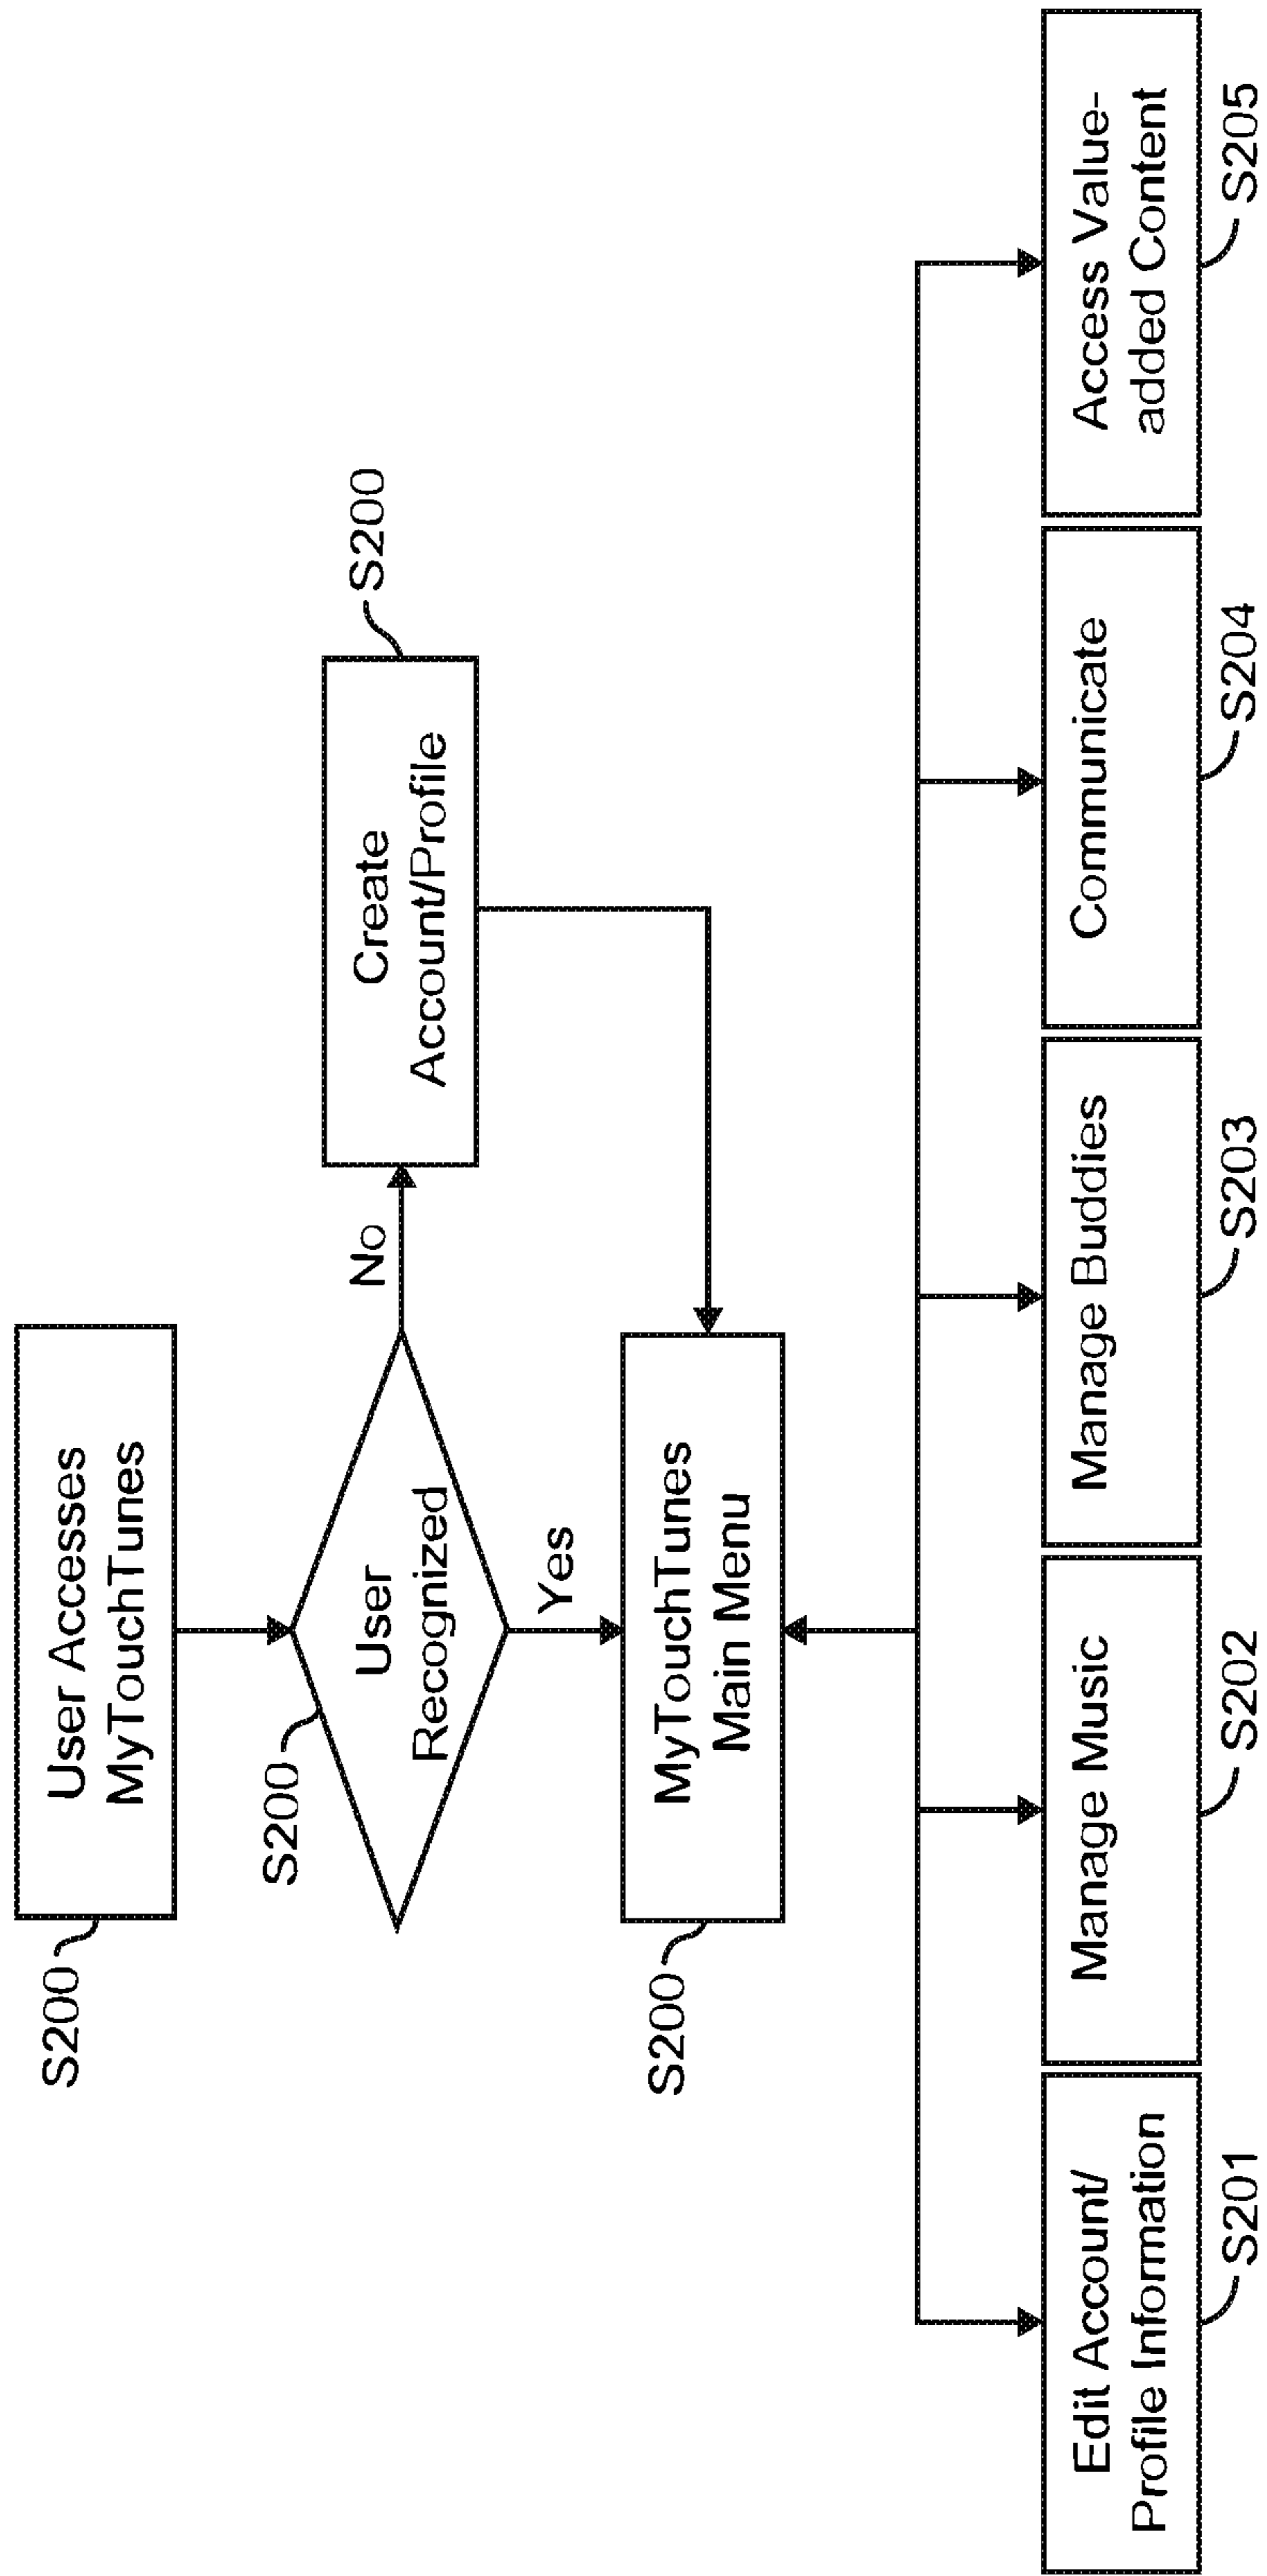 User Accesses
MyTouchTunes
S200
User
Recognized
S200
No
Create
Account/Profile
S200
Yes
MyTouchTunes
Main Menu
S200
Edit Account/
Profile Information
S201
Manage Music
S202
Manage Buddies
S203
Communicate
S204
Access Value-
added Content
S205